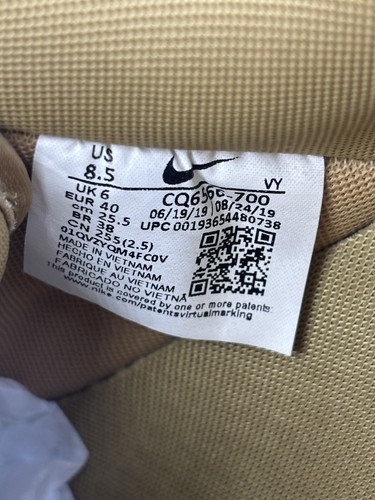 US
8.5
VY
UK 6
EUR 40
cm 25.5
BR 38
CN 255(2.5)
06/19/19 08/24/19
UPC 00193654480738
01QVZYQM4FC0V
MADE IN VIETNAM
HECHO EN VIETNAM
FABRIQUE AU VIETNAM
FABRICADO NO VIETNA
This product is covered by one or more patents:
www.nike.com/patentsvirtualmarking